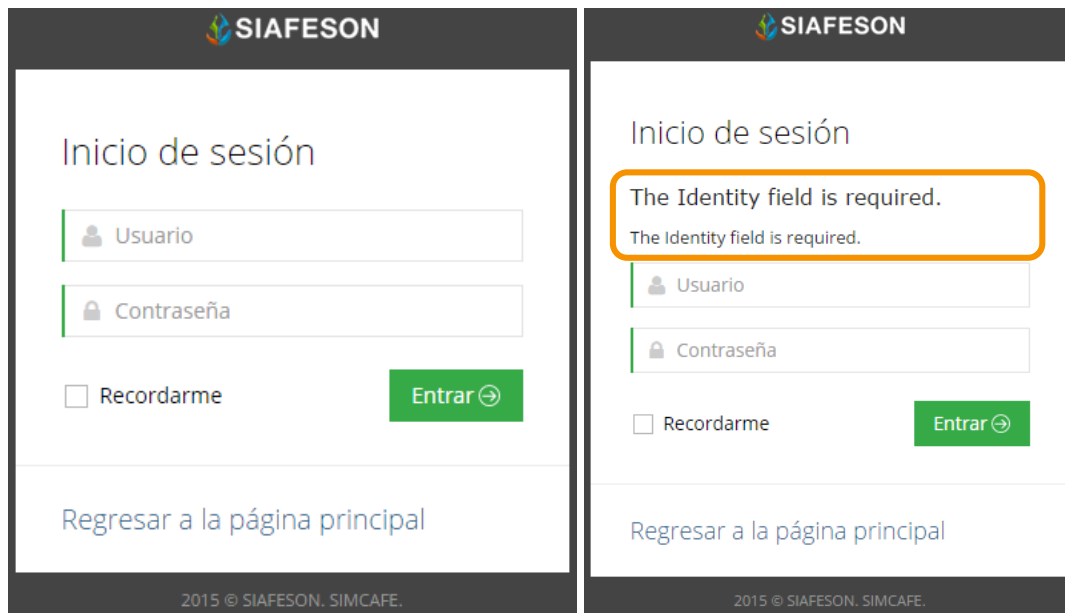 SIAFESON
Inicio de sesión
Usuario
Contraseña
Recordarme
Entrar
Regresar a la página principal
2015 © SIAFESON. SIMCAFE.
SIAFESON
Inicio de sesión
The Identity field is required.
The Identity field is required.
Usuario
Contraseña
Recordarme
Entrar
Regresar a la página principal
2015 © SIAFESON. SIMCAFE.